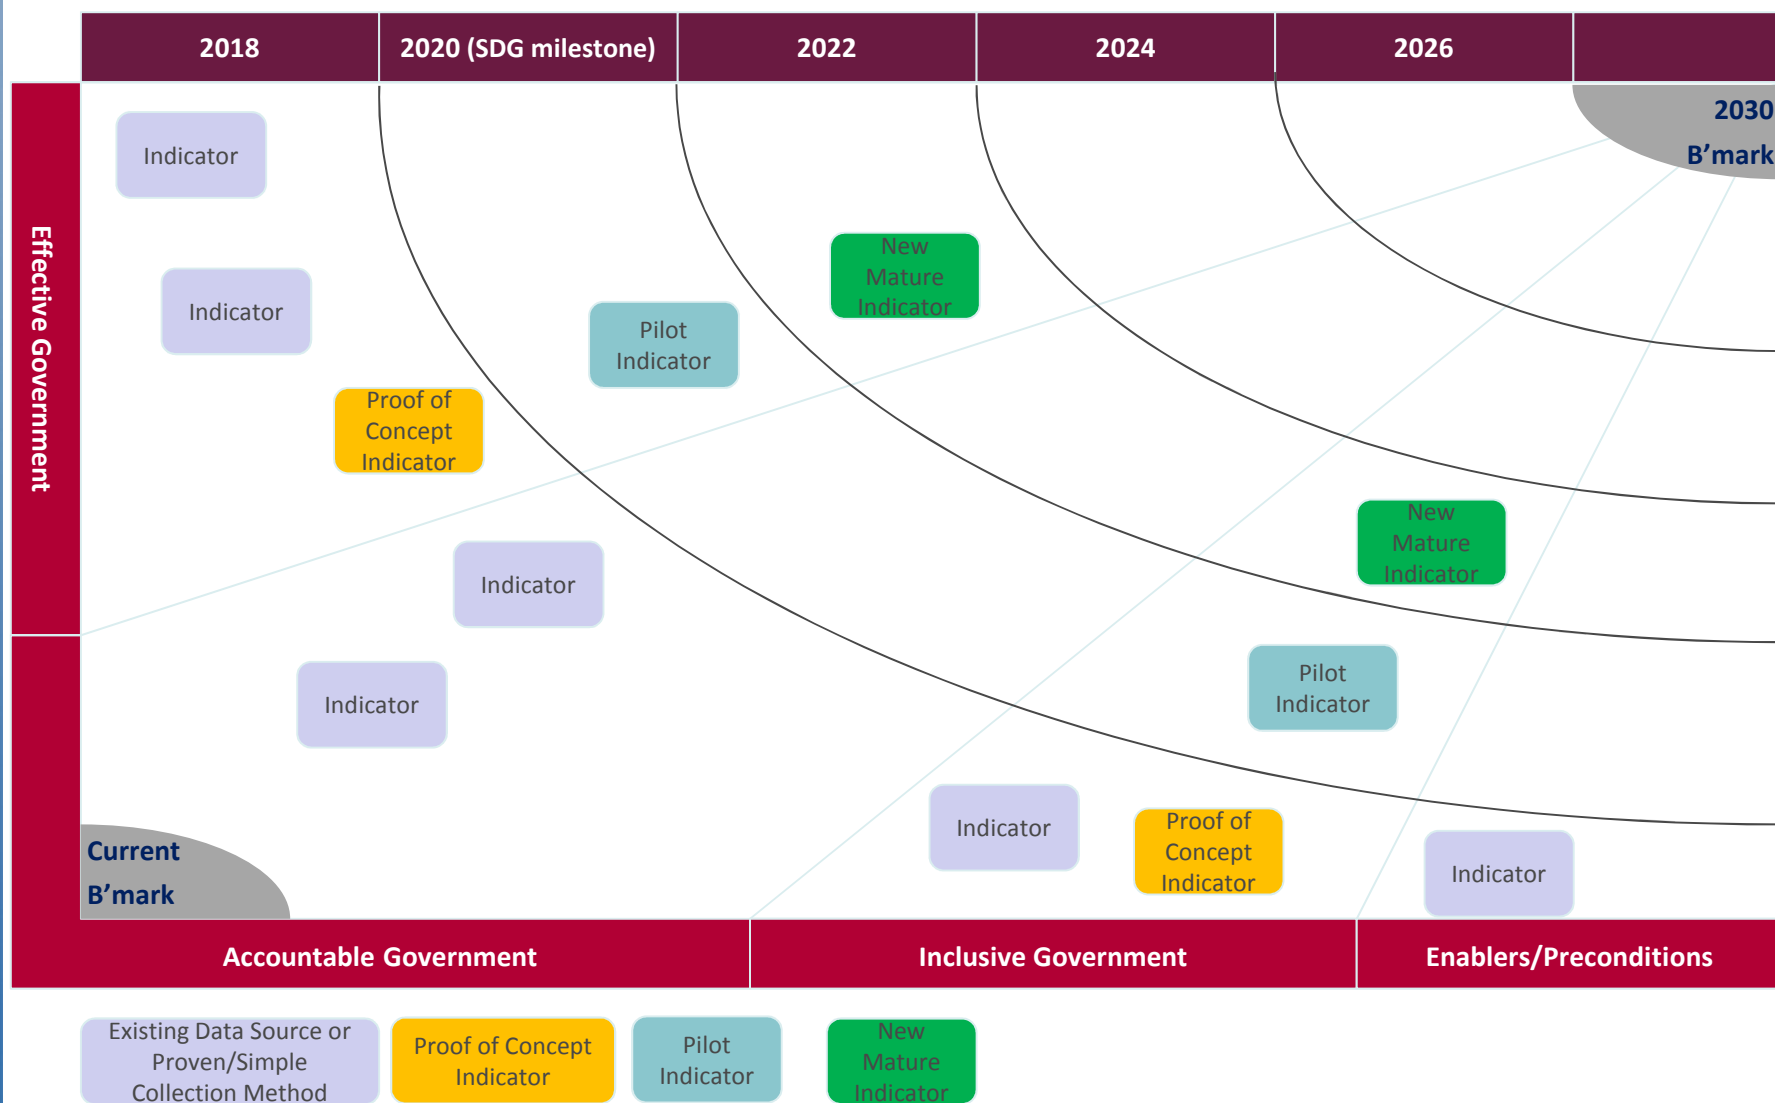 2018
2020 (SDG milestone)
2022
2024
2026
2030
B’mark
Effective Government
Indicator
Indicator
New
Mature
Indicator
Pilot
Indicator
Proof of
Concept
Indicator
Indicator
New
Mature
Indicator
Indicator
Pilot
Indicator
Indicator
Proof of
Concept
Indicator
Indicator
Current
B’mark
Accountable Government
Inclusive Government
Enablers/Preconditions
Existing Data Source or
Proven/Simple
Collection Method
Proof of Concept
Indicator
Pilot
Indicator
New
Mature
Indicator